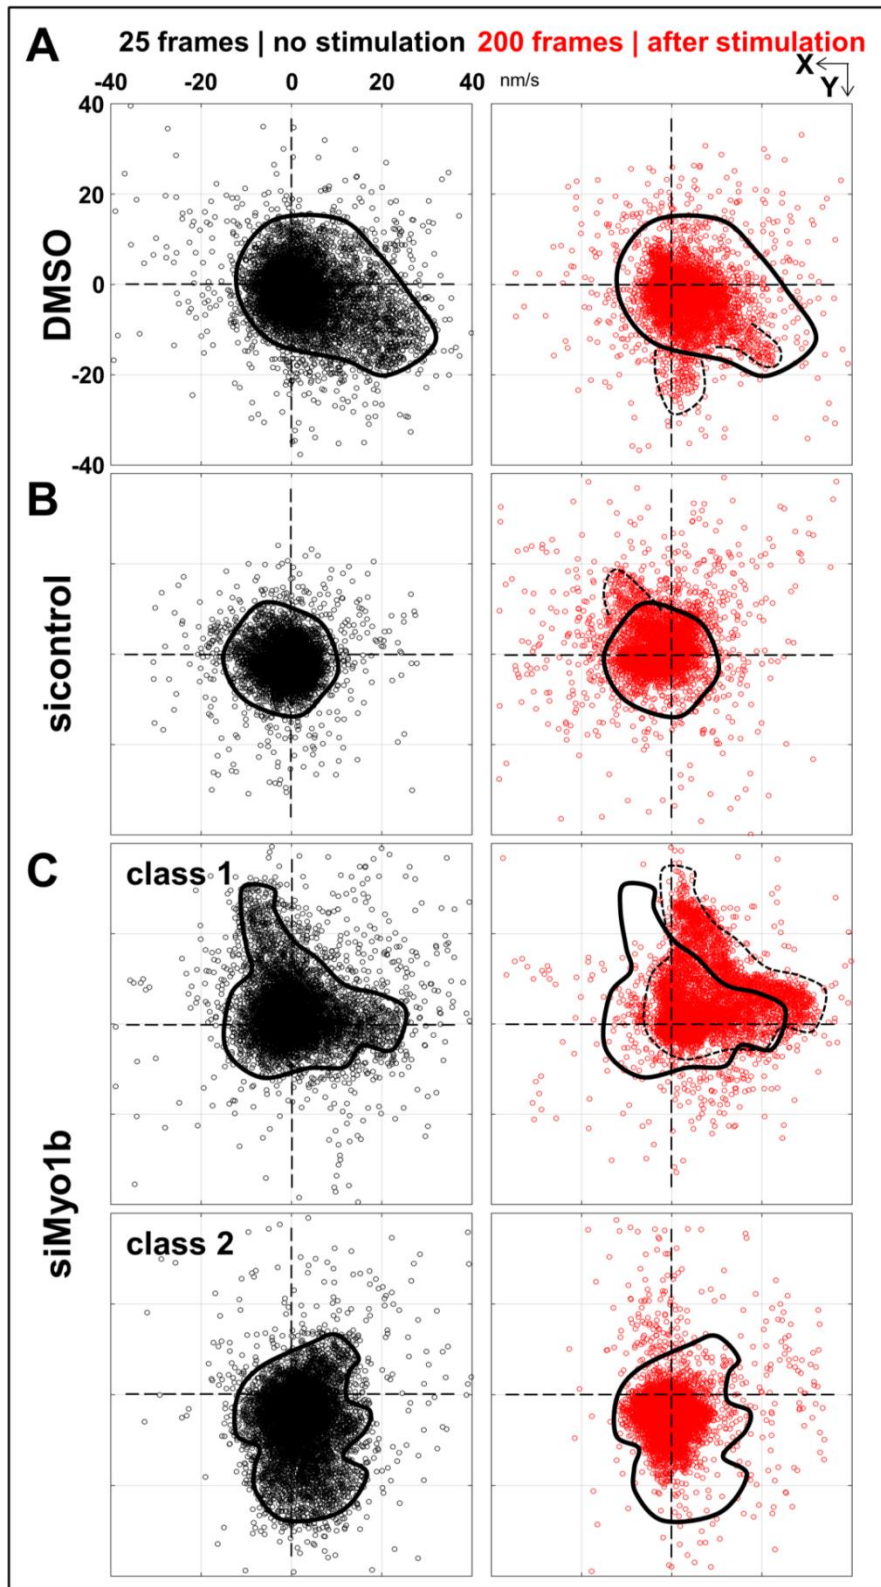 A
25 frames | no stimulation 200 frames | after stimulation
-20 0 20 40 nm/s X
Y
40
20
0
-20
-40
DMSO
B
sicontrol
C
class 1
siMyo1b
class 2